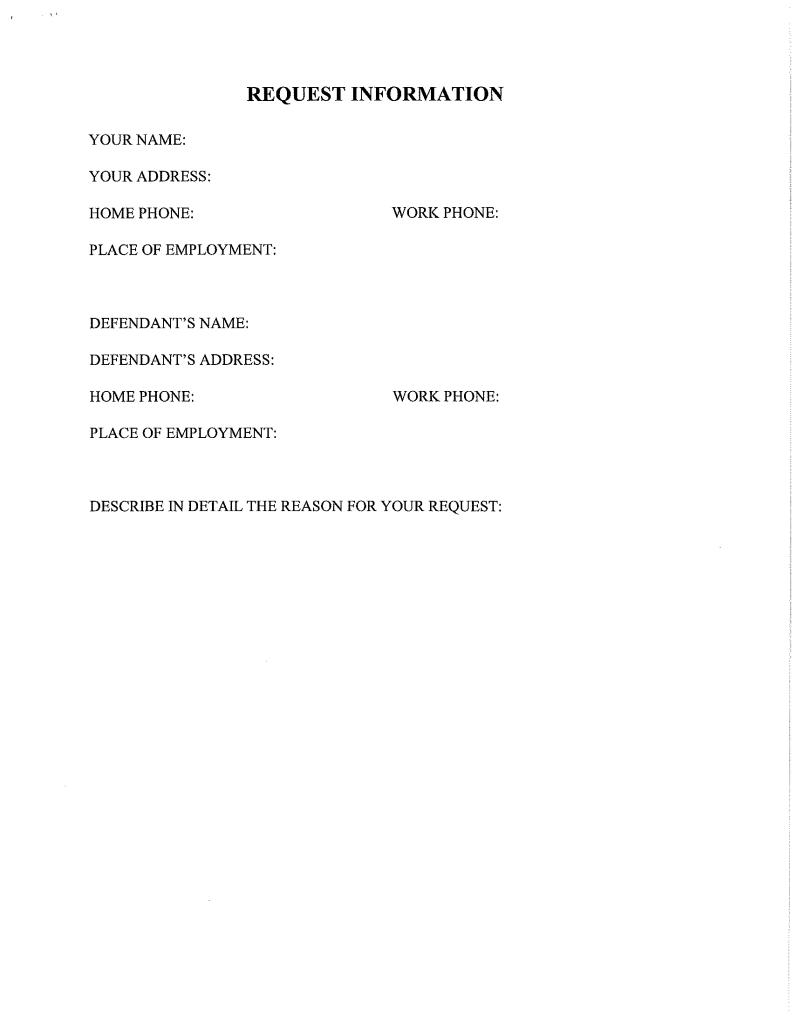 REQUEST INFORMATION
YOUR NAME:
YOUR ADDRESS:
HOME PHONE: WORK PHONE:
PLACE OF EMPLOYMENT:
DEFENDANT'S NAME:
DEFENDANT'S ADDRESS:
HOME PHONE: WORK PHONE:
PLACE OF EMPLOYMENT:
DESCRIBE IN DETAIL THE REASON FOR YOUR REQUEST: